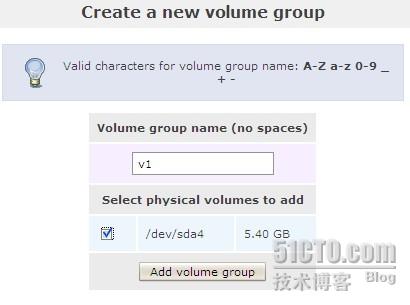 Create a new volume group
Valid characters for volume group name: A-Z a-z 0-9 _
+ -
Volume group name (no spaces)
v1
Select physical volumes to add
/dev/sda4 5.40 GB
Add volume group
51CTO.com
技术博客 Blog